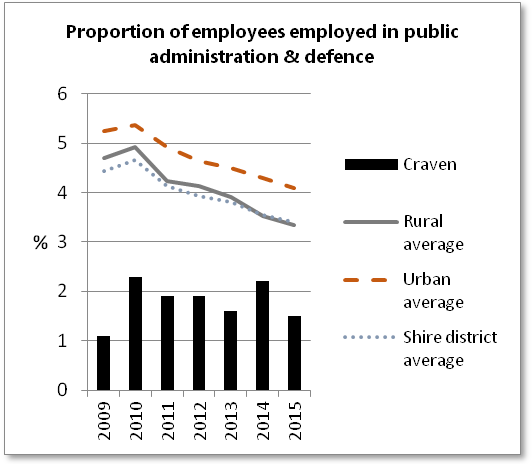 Proportion of employees employed in public
administration & defence
6
5
4
3
2
1
0
%
2009
2010
2011
2012
2013
2014
2015
Craven
Rural
average
Urban
average
Shire district
average